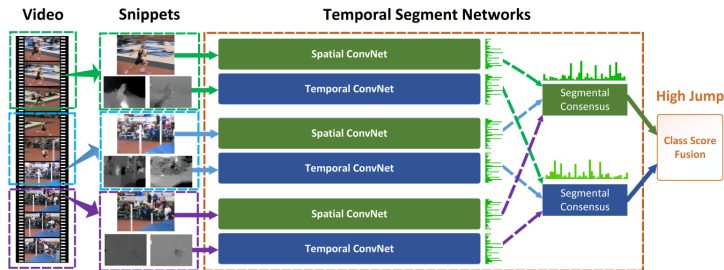 Video
Snippets
Temporal Segment Networks
Spatial ConvNet
Temporal ConvNet
Spatial ConvNet
Temporal ConvNet
Spatial ConvNet
Temporal ConvNet
Segmental
Consensus
Segmental
Consensus
High Jump
Class Score
Fusion